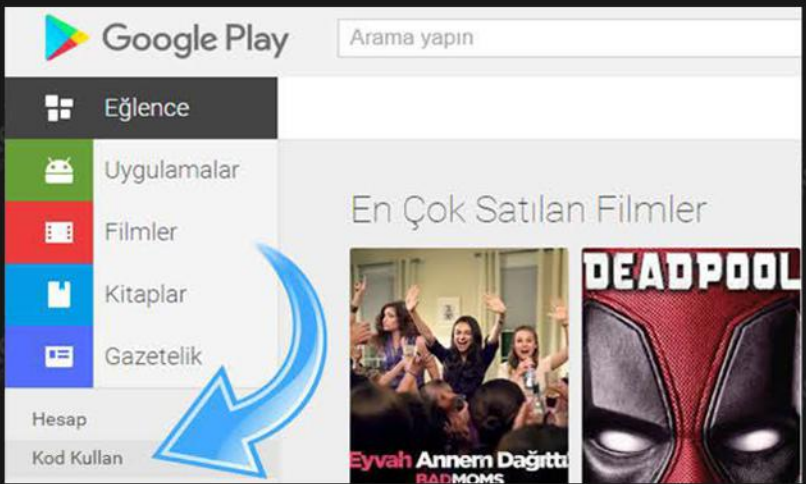 Google Play
Arama yapın
Eğlence
Uygulamalar
Filmler
Kitaplar
Gazetelik
Hesap
Kod Kullan
En Çok Satılan Filmler
Eyvah Annem Dağıttı!
BAD MOMS
DEADPOOL